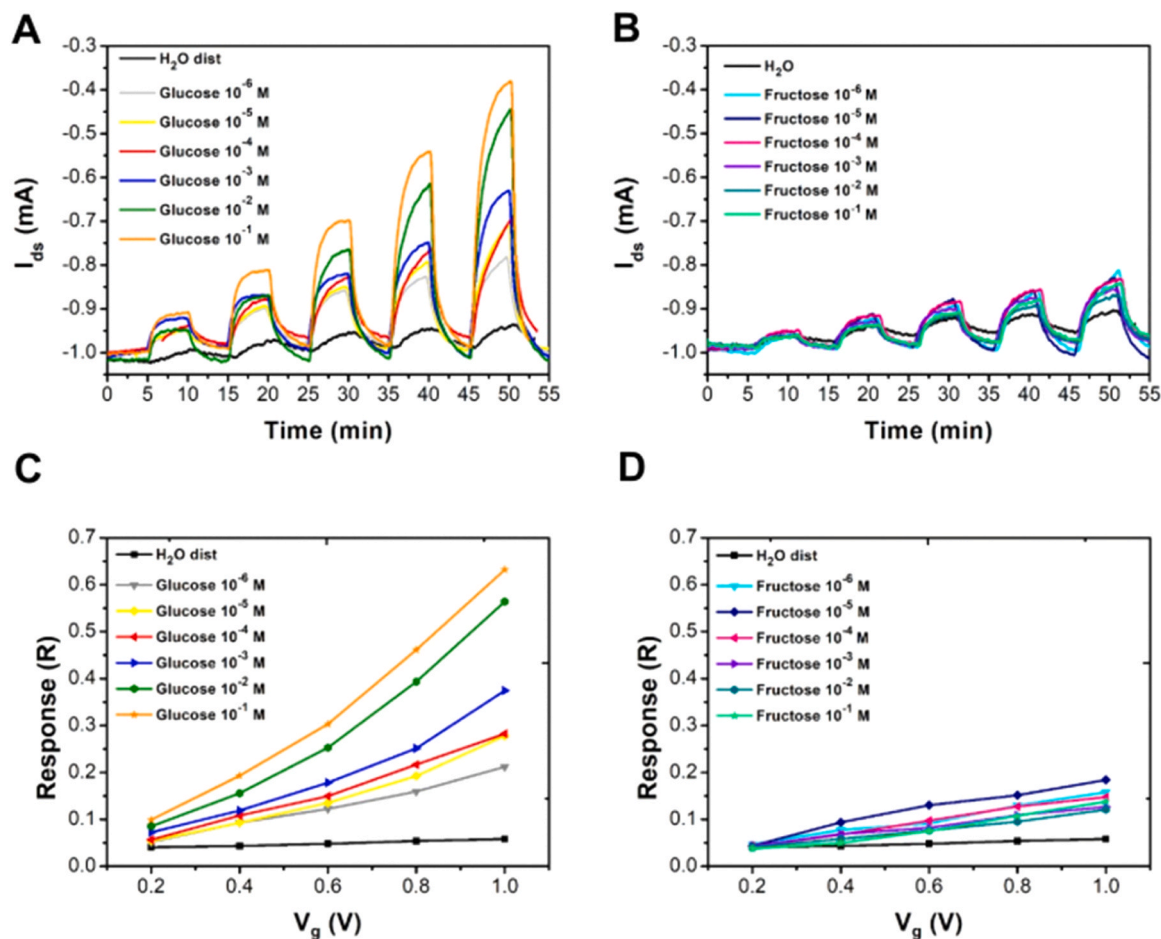 A
-0.3
-0.4
-0.5
-0.6
-0.7
-0.8
-0.9
-1.0
I_ds (mA)
H₂O dist
Glucose 10⁻⁶ M
Glucose 10⁻⁵ M
Glucose 10⁻⁴ M
Glucose 10⁻³ M
Glucose 10⁻² M
Glucose 10⁻¹ M
0 5 10 15 20 25 30 35 40 45 50 55
Time (min)
B
-0.3
-0.4
-0.5
-0.6
-0.7
-0.8
-0.9
-1.0
I_ds (mA)
H₂O
Fructose 10⁻⁶ M
Fructose 10⁻⁵ M
Fructose 10⁻⁴ M
Fructose 10⁻³ M
Fructose 10⁻² M
Fructose 10⁻¹ M
0 5 10 15 20 25 30 35 40 45 50 55
Time (min)
C
0.7
0.6
0.5
0.4
0.3
0.2
0.1
0.0
Response (R)
H₂O dist
Glucose 10⁻⁶ M
Glucose 10⁻⁵ M
Glucose 10⁻⁴ M
Glucose 10⁻³ M
Glucose 10⁻² M
Glucose 10⁻¹ M
0.2 0.4 0.6 0.8 1.0
V_g (V)
D
0.7
0.6
0.5
0.4
0.3
0.2
0.1
0.0
Response (R)
H₂O dist
Fructose 10⁻⁶ M
Fructose 10⁻⁵ M
Fructose 10⁻⁴ M
Fructose 10⁻³ M
Fructose 10⁻² M
Fructose 10⁻¹ M
0.2 0.4 0.6 0.8 1.0
V_g (V)